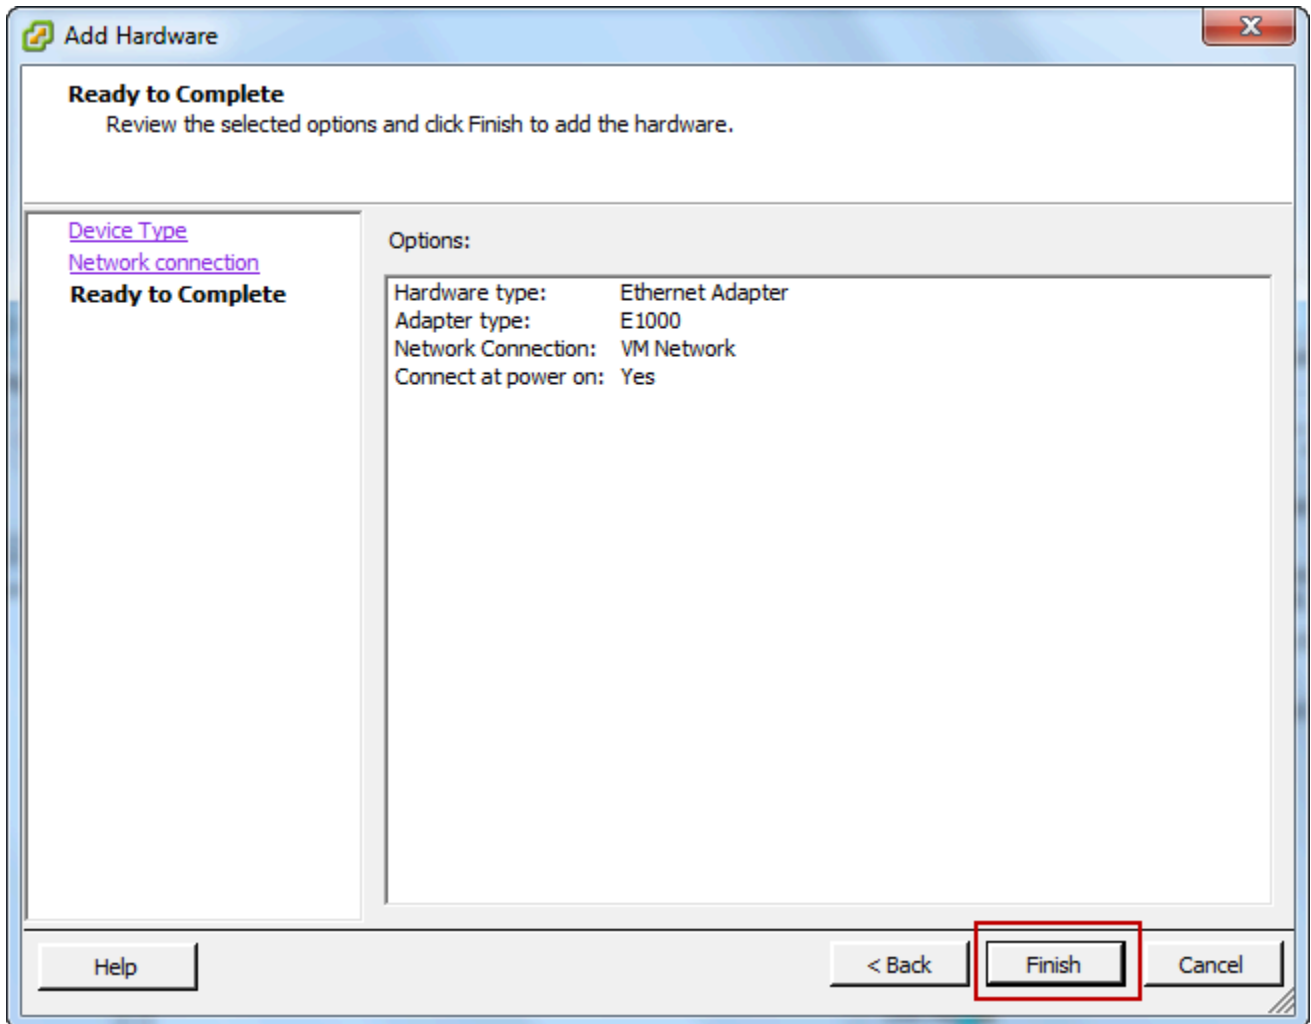 Add Hardware
Ready to Complete
Review the selected options and click Finish to add the hardware.
Device Type
Network connection
Ready to Complete
Options:
Hardware type: Ethernet Adapter
Adapter type: E1000
Network Connection: VM Network
Connect at power on: Yes
Help
< Back
Finish
Cancel